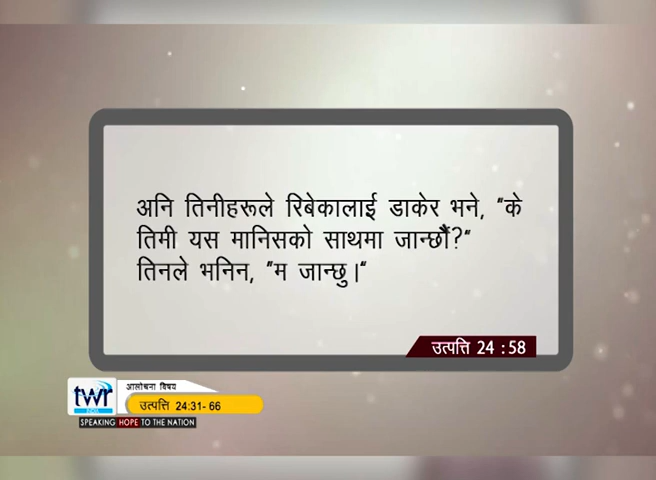 अनि तिनीहरूले रिबेकालाई डाकेर भने, "के
तिमी यस मानिसको साथमा जान्छौं?"
तिनले भनिन, "म जान्छु।"
उत्पत्ति 24 :58
twr
आलोचना विषय
उत्पत्ति 24:31- 66
SPEAKING HOPE TO THE NATION